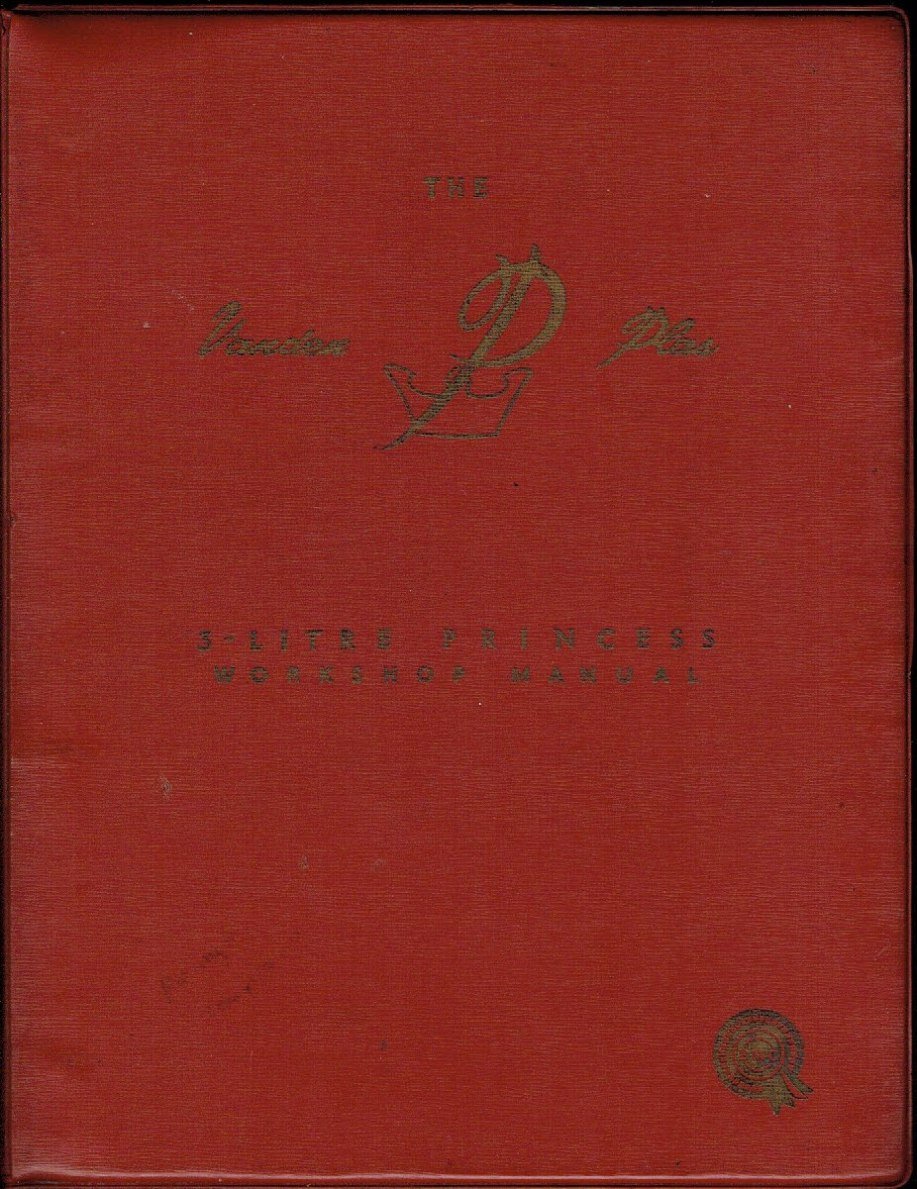 THE
Vanden P Plas
3-LITRE PRINCESS
WORKSHOP MANUAL